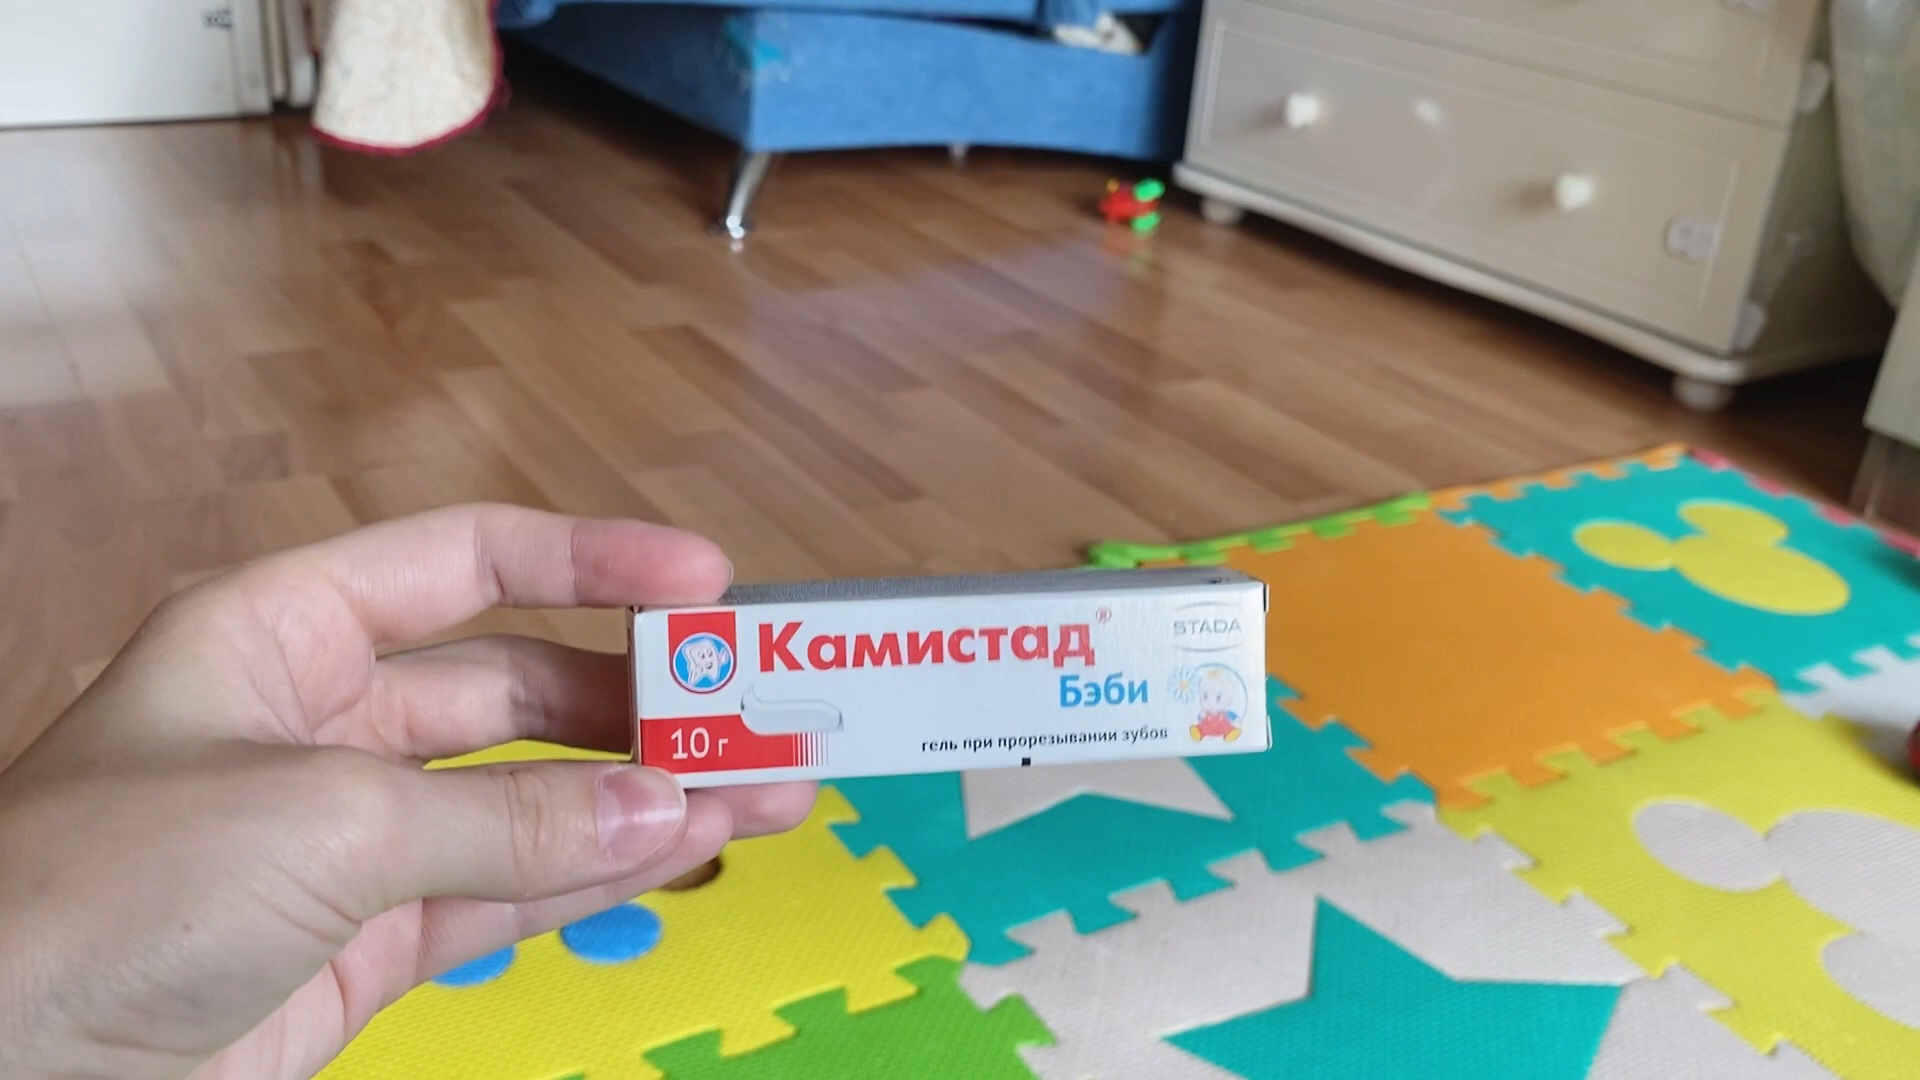 Камистад®
STADA
Бэби
гель при прорезывании зубов
10 г